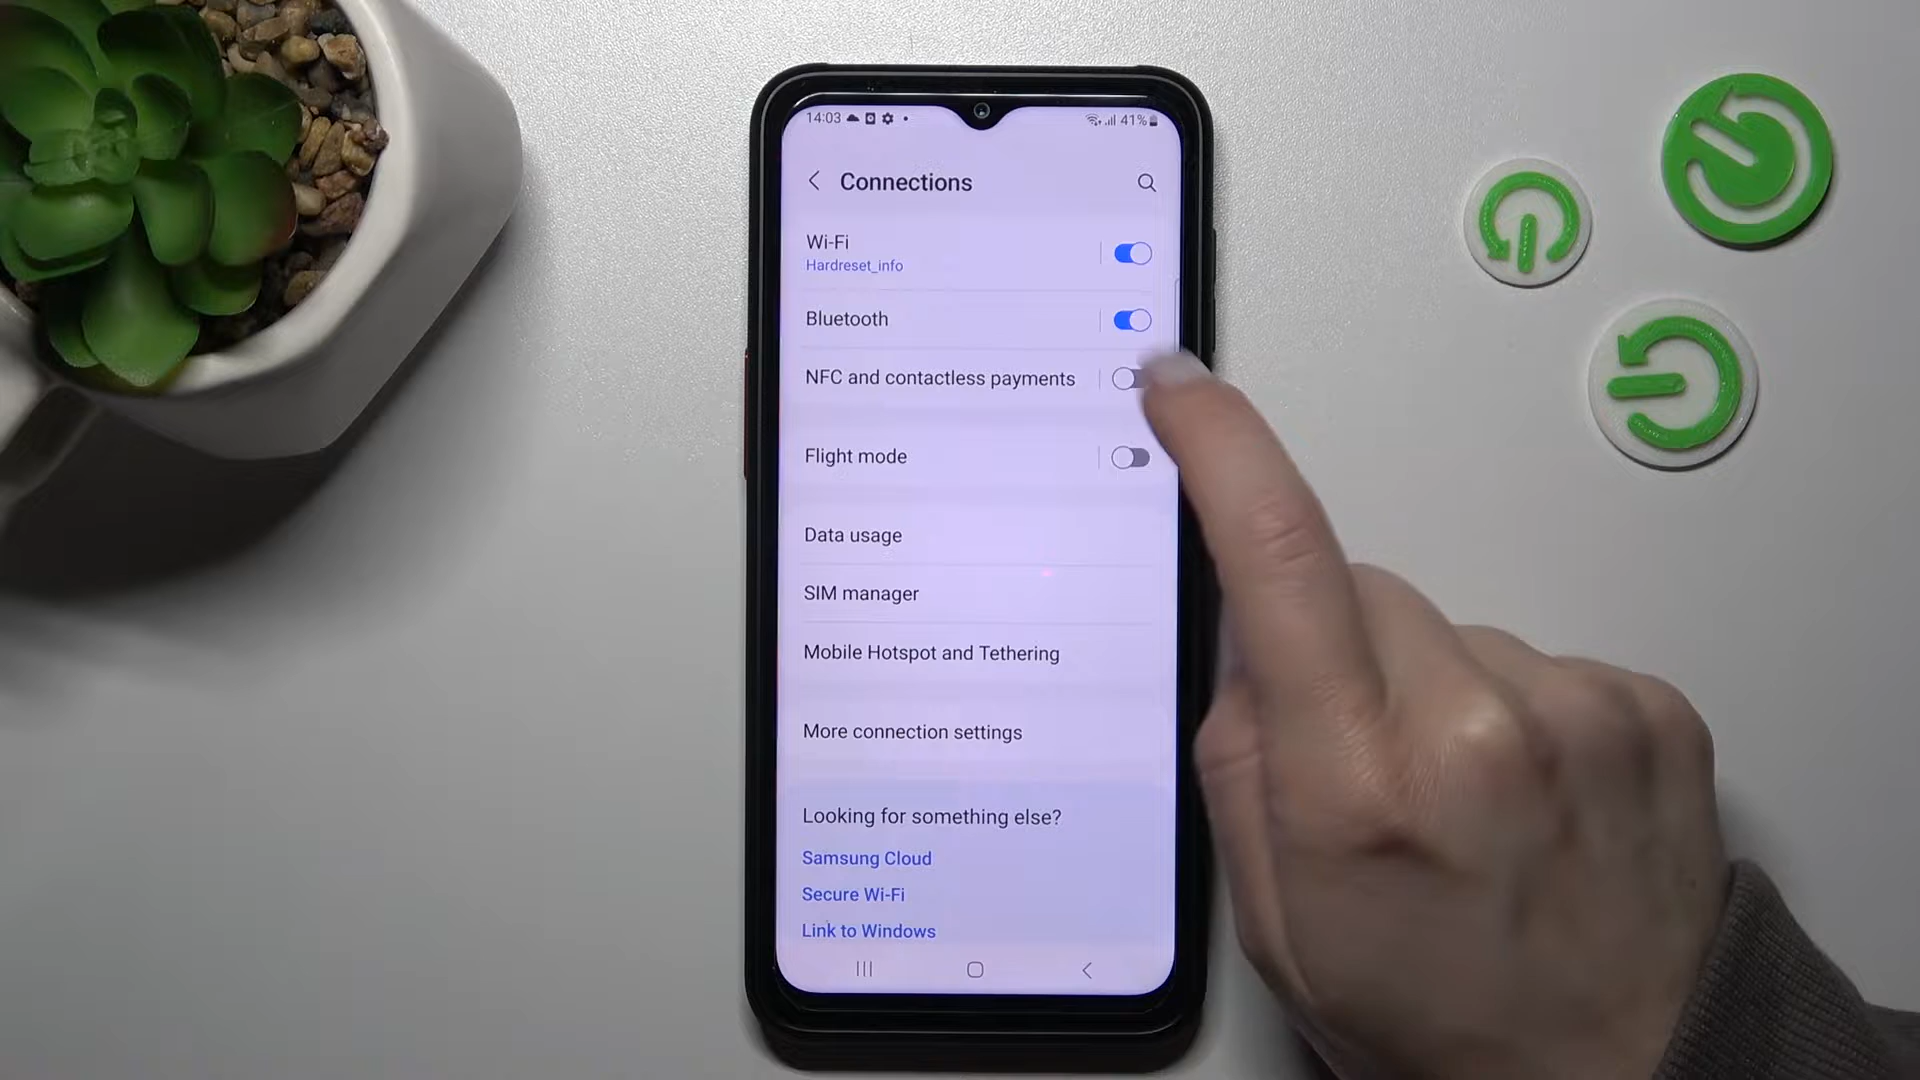 14:03 41%
Connections
Wi-Fi
Hardreset_info
Bluetooth
NFC and contactless payments
Flight mode
Data usage
SIM manager
Mobile Hotspot and Tethering
More connection settings
Looking for something else?
Samsung Cloud
Secure Wi-Fi
Link to Windows